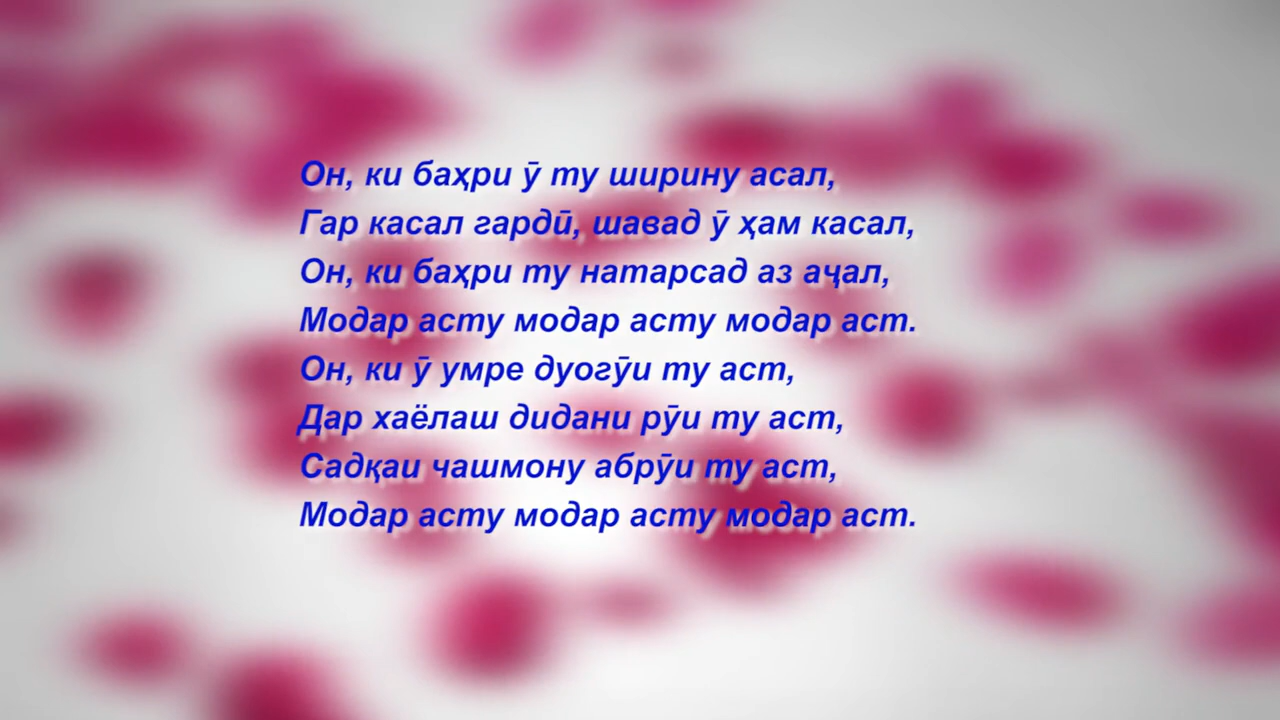 Он, ки баҳри ӯ ту ширину асал,
Гар касал гардӣ, шавад ӯ ҳам касал,
Он, ки баҳри ту натарсад аз аҷал,
Модар асту модар асту модар аст.
Он, ки ӯ умре дуогӯи ту аст,
Дар хаёлаш дидани рӯи ту аст,
Садқаи чашмону абрӯи ту аст,
Модар асту модар асту модар аст.